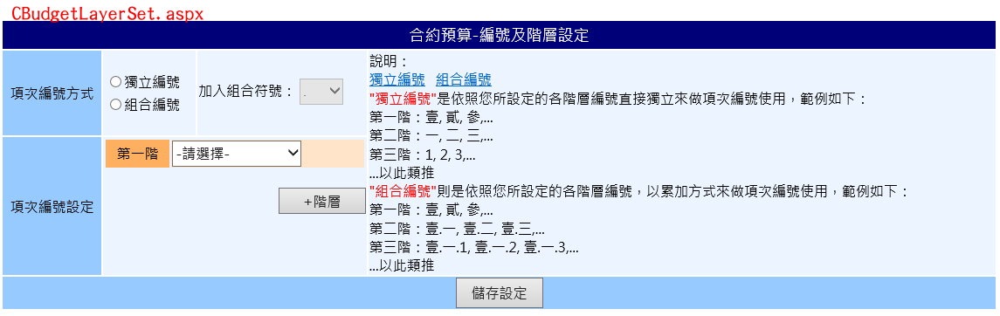 CBudgetLayerSet.aspx
合約預算-編號及階層設定
項次編號方式
獨立編號
組合編號
加入組合符號：
.
說明：
獨立編號 組合編號
"獨立編號"是依照您所設定的各階層編號直接獨立來做項次編號使用，範例如下：
第一階：壹, 貳, 參,...
第二階：一, 二, 三,...
第三階：1, 2, 3,...
...以此類推
"組合編號"則是依照您所設定的各階層編號，以累加方式來做項次編號使用，範例如下：
第一階：壹, 貳, 參,...
第二階：壹.一, 壹.二, 壹.三,...
第三階：壹.一.1, 壹.一.2, 壹.一.3,...
...以此類推
項次編號設定
第一階 -請選擇-
+階層
儲存設定